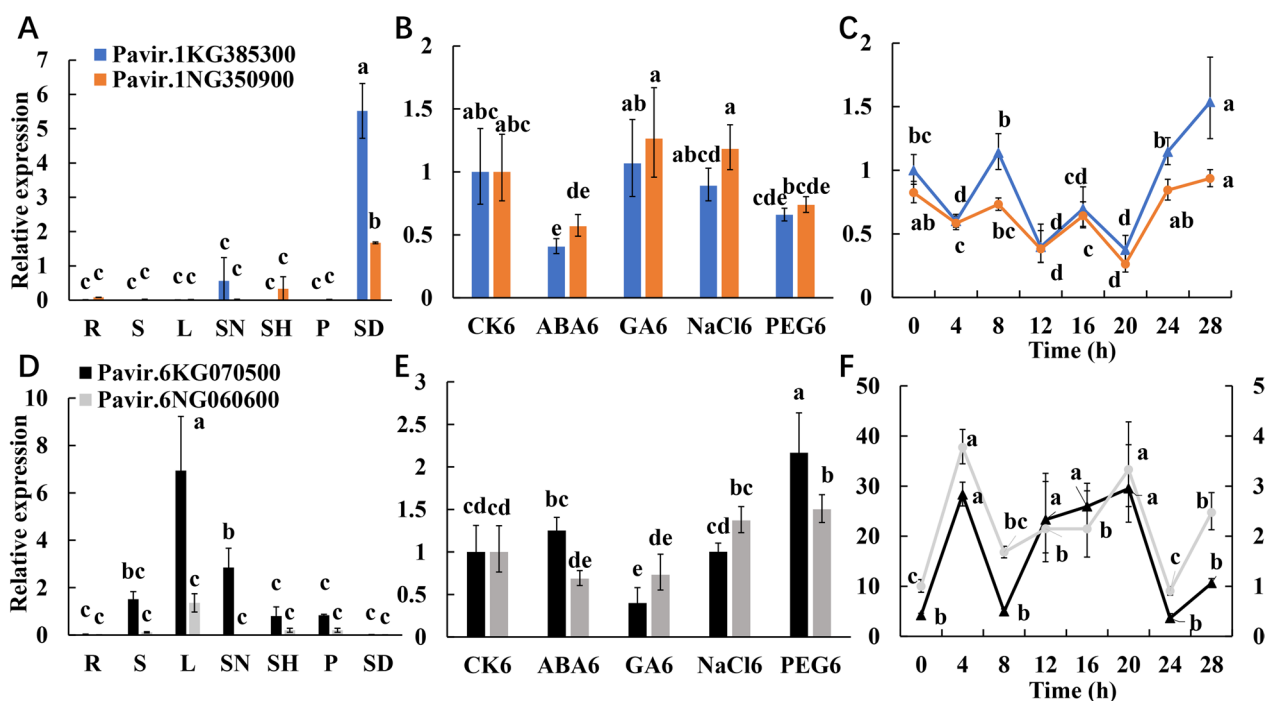 A
Relative expression
7
6
5
4
3
2
1
0
Pavir.1KG385300
Pavir.1NG350900
c c
c c
c c
c c
c c
c c
a b
R S L SN SH P SD
B
2
1.5
1
0.5
0
abc abc
e de
ab a
abcd a
cde bcde
CK6 ABA6 GA6 NaCl6 PEG6
C
2
1.5
1
0.5
0
bc d b d cd d b a
ab c bc d c d ab a
0 4 8 12 16 20 24 28
Time (h)
D
Relative expression
10
8
6
4
2
0
Pavir.6KG070500
Pavir.6NG060600
c c
bc c
a c
b c
c c
c c
c c
R S L SN SH P SD
E
3
2.5
2
1.5
1
0.5
0
cd cd
bc de
e de
cd bc
a b
CK6 ABA6 GA6 NaCl6 PEG6
F
50
40
30
20
10
0
5
4
3
2
1
0
c a bc b b a c b
b a b a a a b b
0 4 8 12 16 20 24 28
Time (h)